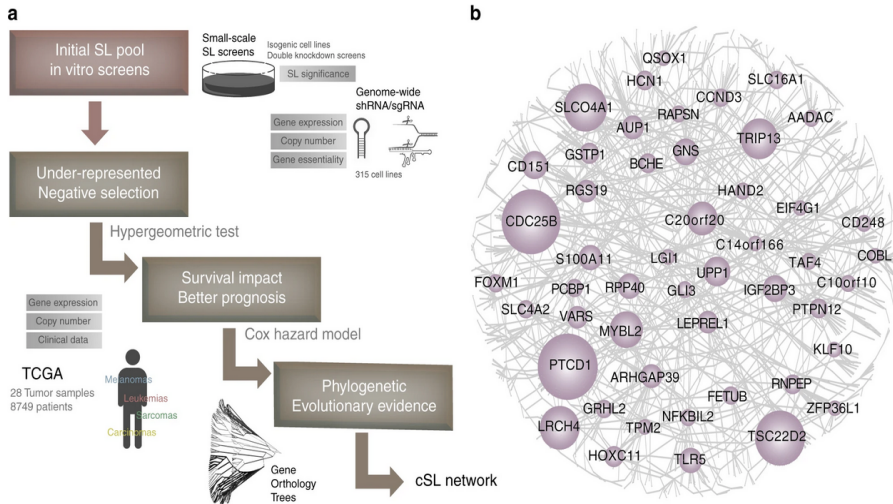 a
Initial SL pool
in vitro screens
Small-scale
SL screens
Isogenic cell lines
Double knockdown screens
SL significance
Genome-wide
shRNA/sgRNA
Gene expression
Copy number
Gene essentiality
315 cell lines
Under-represented
Negative selection
Hypergeometric test
Survival impact
Better prognosis
Gene expression
Copy number
Clinical data
TCGA
28 Tumor samples
8749 patients
Melanomas
Leukemias
Sarcomas
Carcinomas
Cox hazard model
Phylogenetic
Evolutionary evidence
Gene
Orthology
Trees
cSL network
b
QSOX1
HCN1
SLC16A1
SLCO4A1
CCND3
RAPSN
AADAC
AUP1
TRIP13
GSTP1
GNS
CD151
BCHE
RGS19
HAND2
CDC25B
C20orf20
EIF4G1
CD248
C14orf166
S100A11
LGI1
TAF4
COBL
UPP1
FOXM1
PCBP1
RPP40
GLI3
IGF2BP3
C10orf10
SLC4A2
VARS
PTPN12
MYBL2
LEPREL1
KLF10
PTCD1
ARHGAP39
RNPEP
FETUB
GRHL2
NFKBIL2
ZFP36L1
LRCH4
TPM2
TSC22D2
HOXC11
TLR5